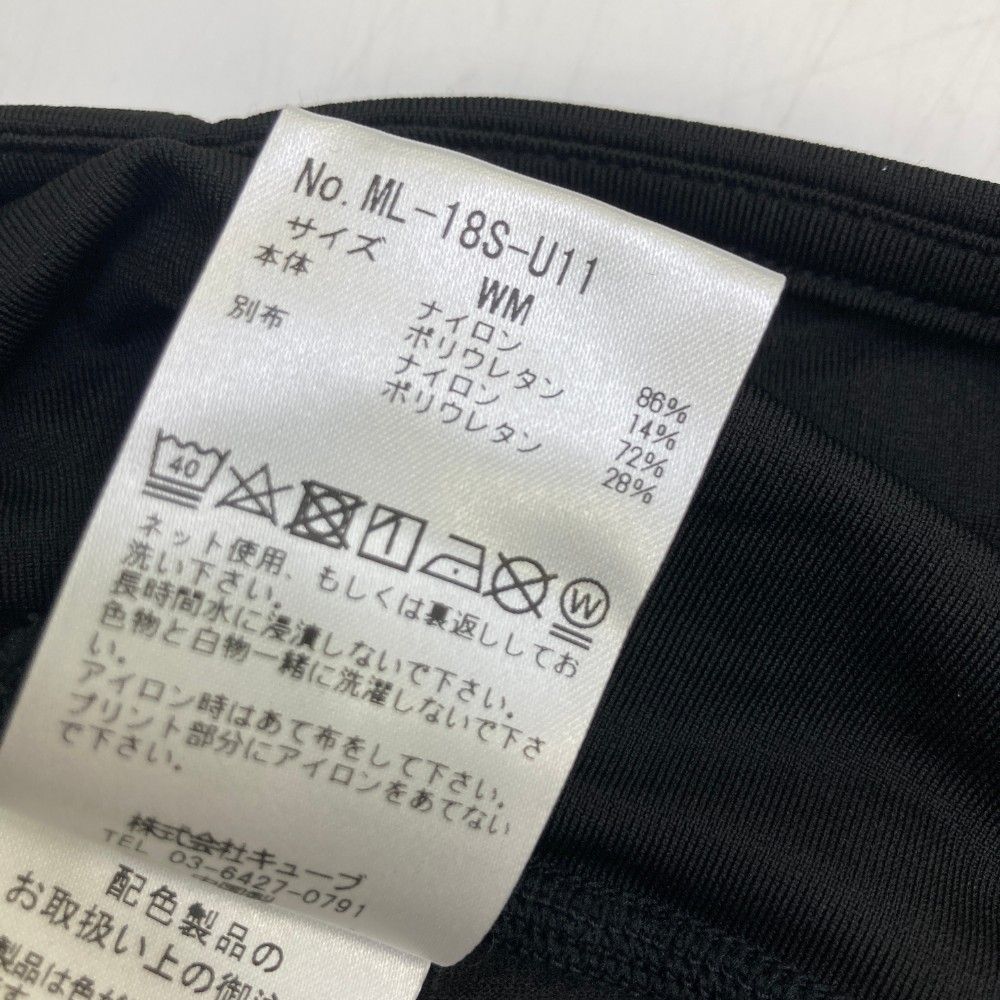 No. ML-18S-U11
サイズ WM
本体 ナイロン 86%
ポリウレタン 14%
別布 ナイロン 72%
ポリウレタン 28%
40
W
ネット使用、もしくは裏返ししてお
洗い下さい。
長時間水に浸漬しないで下さい。
色物と白物一緒に洗濯しないで下さ
い。
アイロン時はあて布をして下さい。
プリント部分にアイロンをあてない
で下さい。
株式会社キューブ
TEL 03-6427-0791
配色製品の
お取扱い上の御注
製品は色が